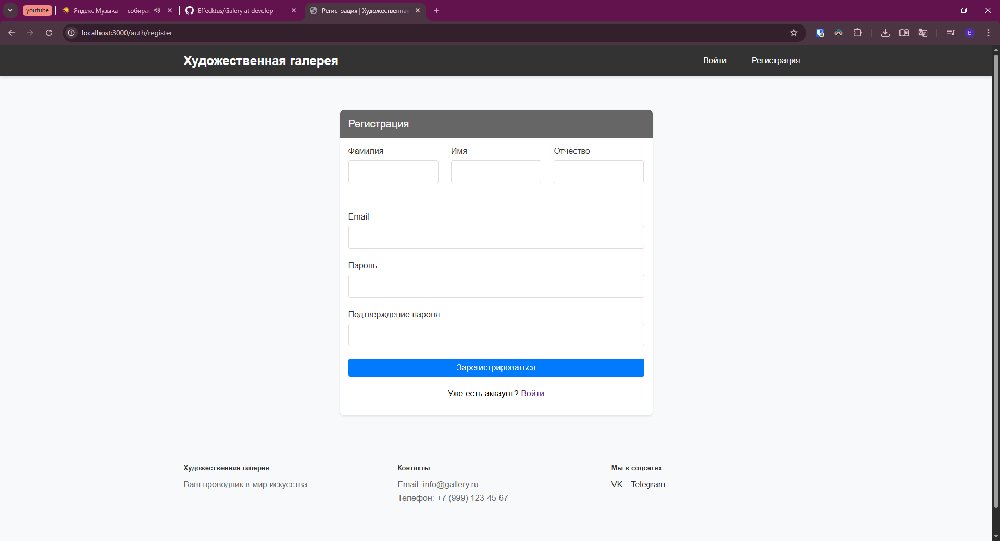 youtube
Яндекс Музыка — собира
Effecktus/Galery at develop
Регистрация | Художественна
localhost:3000/auth/register
E
Художественная галерея
Войти
Регистрация
Регистрация
Фамилия
Имя
Отчество
Email
Пароль
Подтверждение пароля
Зарегистрироваться
Уже есть аккаунт? Войти
Художественная галерея
Ваш проводник в мир искусства
Контакты
Email: info@gallery.ru
Телефон: +7 (999) 123-45-67
Мы в соцсетях
VK Telegram